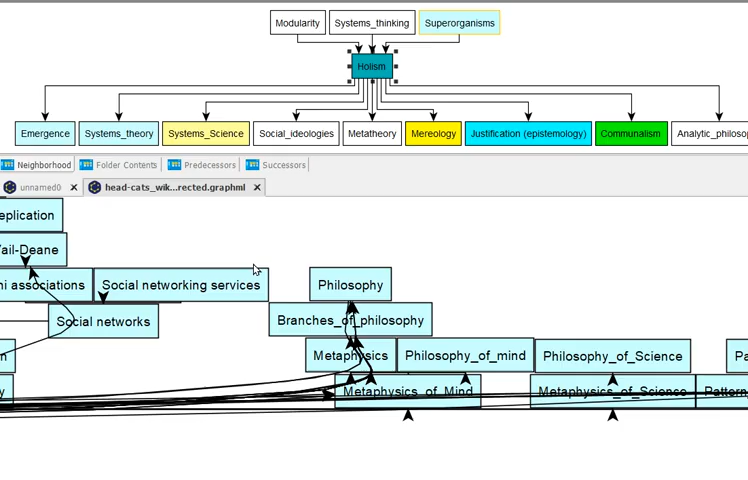 Modularity Systems_thinking Superorganisms
Holism
Emergence Systems_theory Systems_Science Social_ideologies Metatheory Mereology Justification (epistemology) Communalism Analytic_philosop
Neighborhood Folder Contents Predecessors Successors
unnamed0 head-cats_wik...rected.graphml
eplication
Vail-Deane
ni associations Social networking services Philosophy
Social networks Branches_of_philosophy
n Metaphysics Philosophy_of_mind Philosophy_of_Science Pa
y Metaphysics_of_Mind Metaphysics_of_Science Pattern